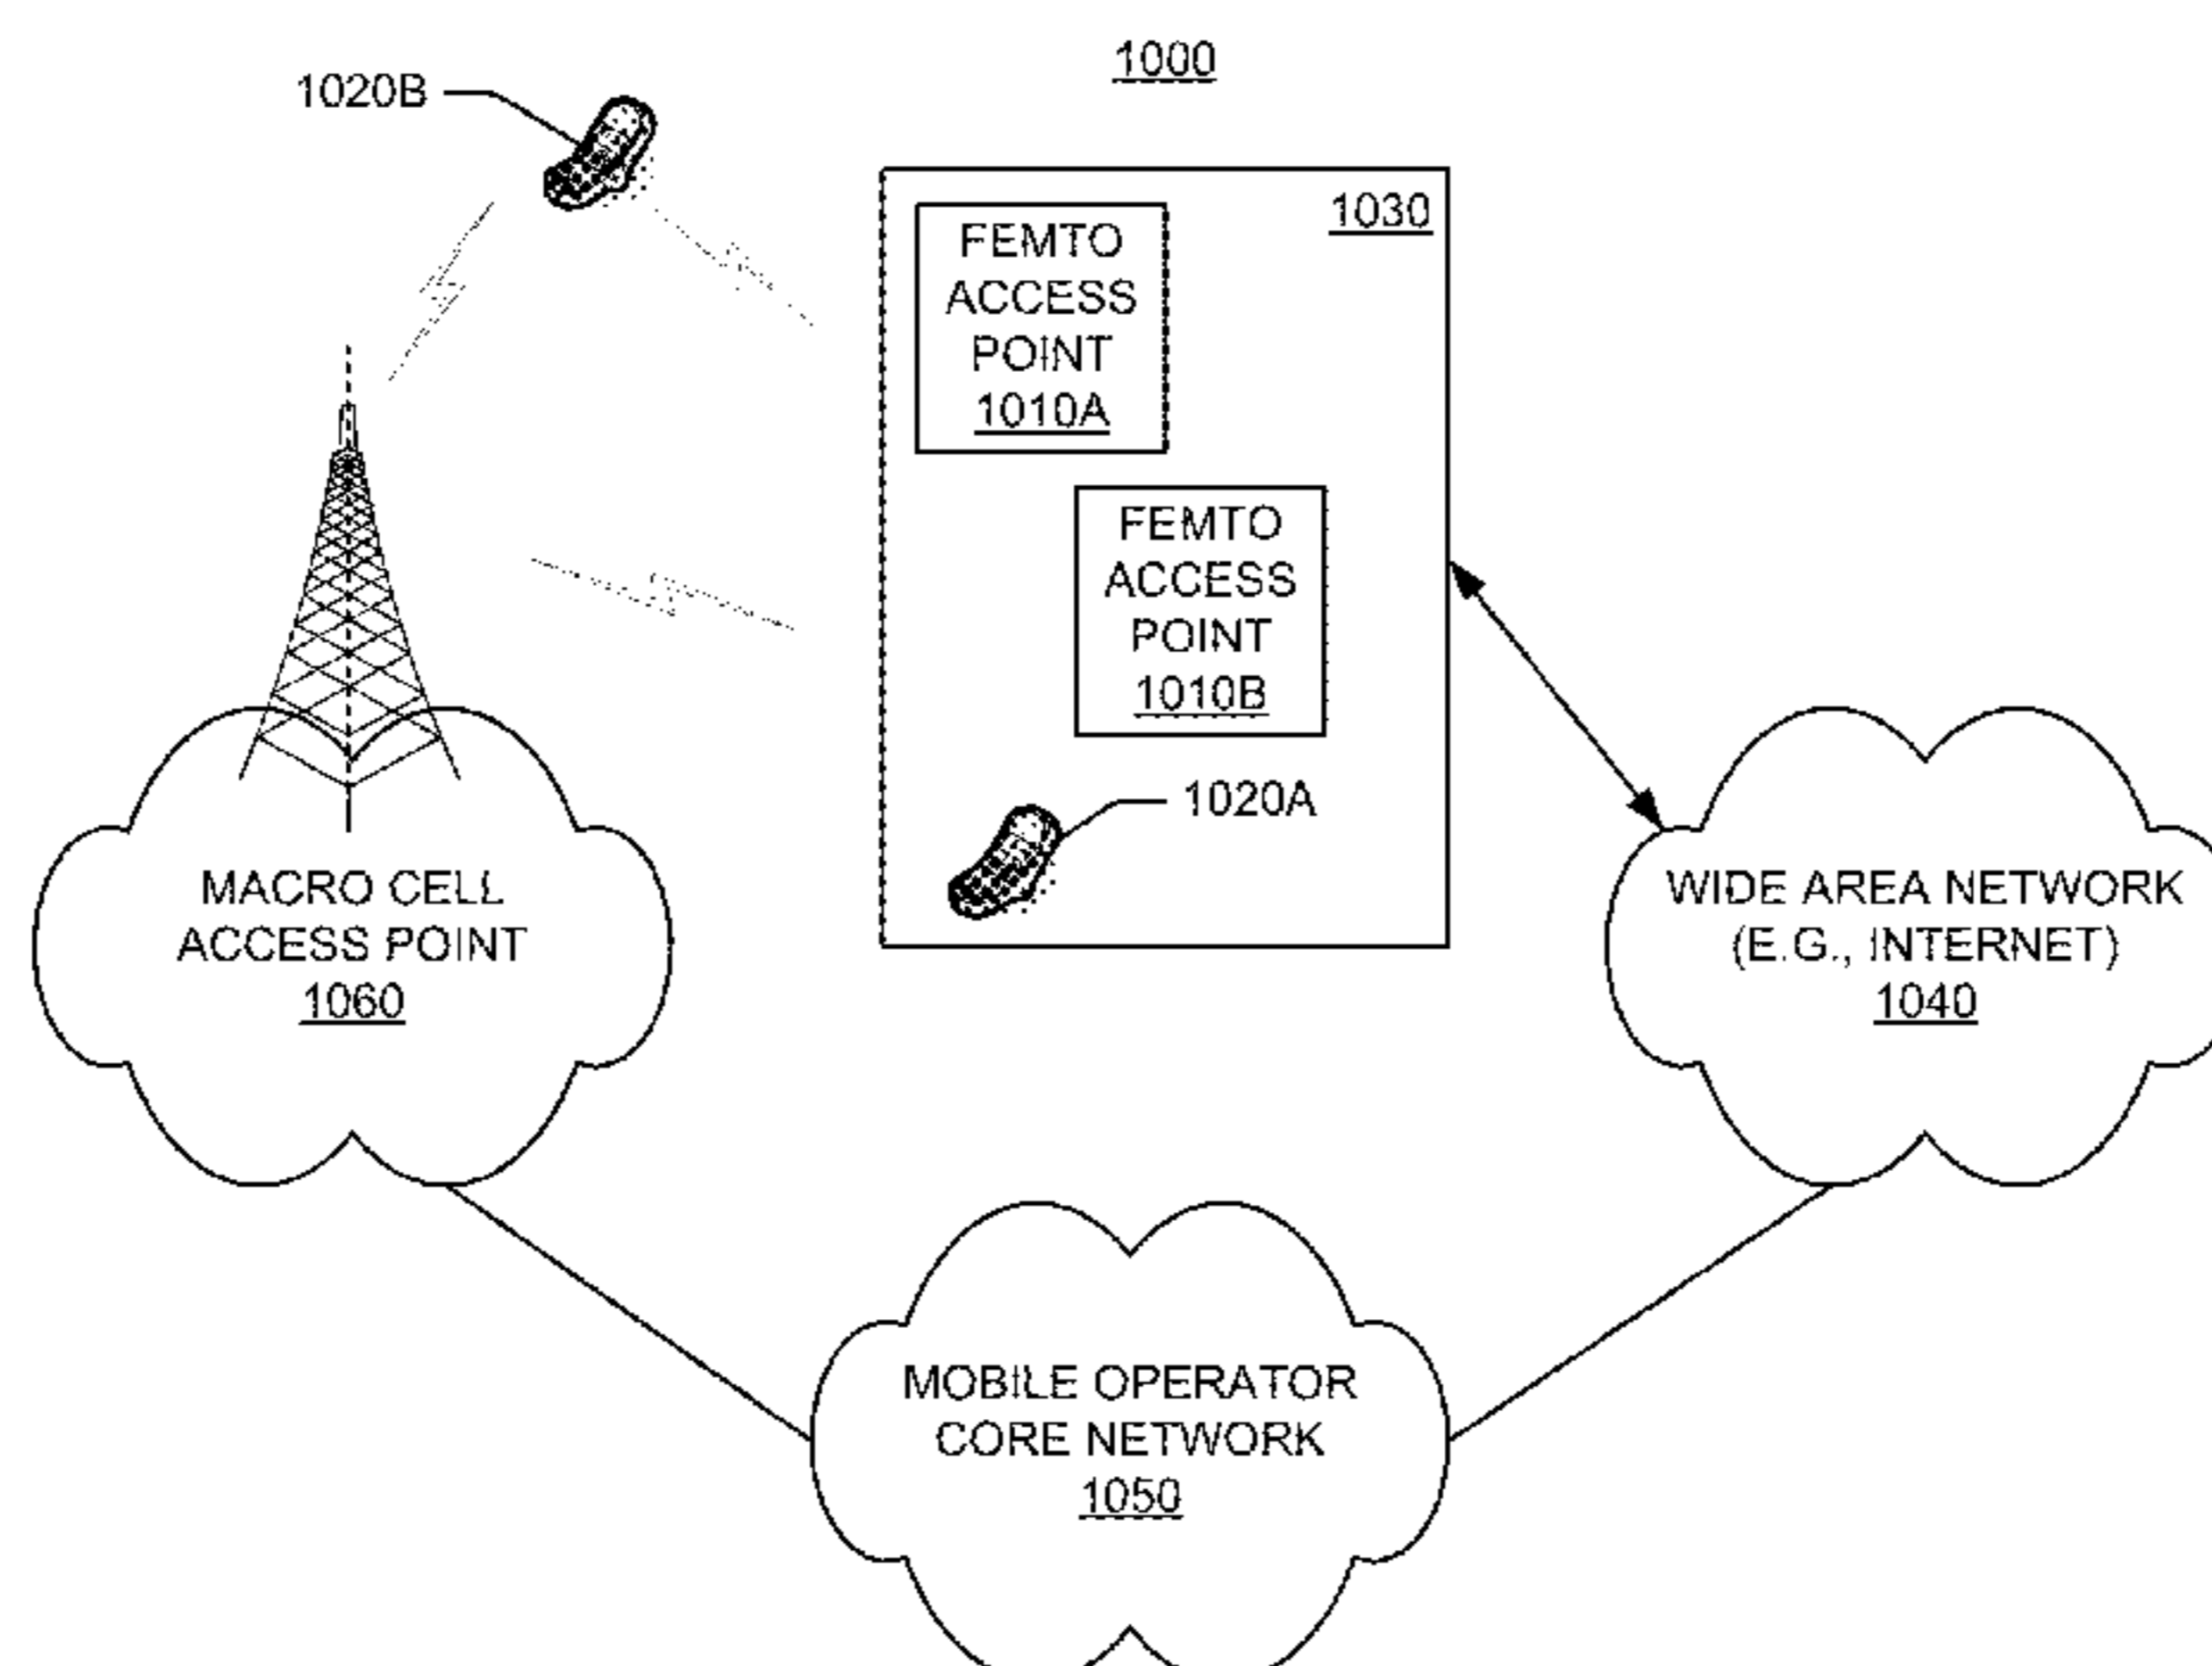 1000
1020B
1030
FEMTO
ACCESS
POINT
1010A
FEMTO
ACCESS
POINT
1010B
1020A
MACRO CELL
ACCESS POINT
1060
WIDE AREA NETWORK
(E.G., INTERNET)
1040
MOBILE OPERATOR
CORE NETWORK
1050